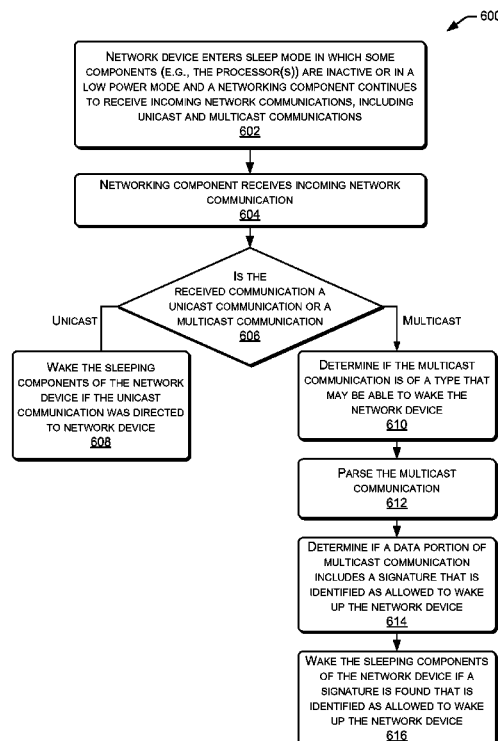 600
NETWORK DEVICE ENTERS SLEEP MODE IN WHICH SOME
COMPONENTS (E.G., THE PROCESSOR(S)) ARE INACTIVE OR IN A
LOW POWER MODE AND A NETWORKING COMPONENT CONTINUES
TO RECEIVE INCOMING NETWORK COMMUNICATIONS, INCLUDING
UNICAST AND MULTICAST COMMUNICATIONS
602
NETWORKING COMPONENT RECEIVES INCOMING NETWORK
COMMUNICATION
604
IS THE
RECEIVED COMMUNICATION A
UNICAST COMMUNICATION OR A
MULTICAST COMMUNICATION
606
UNICAST
MULTICAST
WAKE THE SLEEPING
COMPONENTS OF THE NETWORK
DEVICE IF THE UNICAST
COMMUNICATION WAS DIRECTED
TO NETWORK DEVICE
608
DETERMINE IF THE MULTICAST
COMMUNICATION IS OF A TYPE THAT
MAY BE ABLE TO WAKE THE
NETWORK DEVICE
610
PARSE THE MULTICAST
COMMUNICATION
612
DETERMINE IF A DATA PORTION OF
MULTICAST COMMUNICATION
INCLUDES A SIGNATURE THAT IS
IDENTIFIED AS ALLOWED TO WAKE
UP THE NETWORK DEVICE
614
WAKE THE SLEEPING COMPONENTS
OF THE NETWORK DEVICE IF A
SIGNATURE IS FOUND THAT IS
IDENTIFIED AS ALLOWED TO WAKE
UP THE NETWORK DEVICE
616